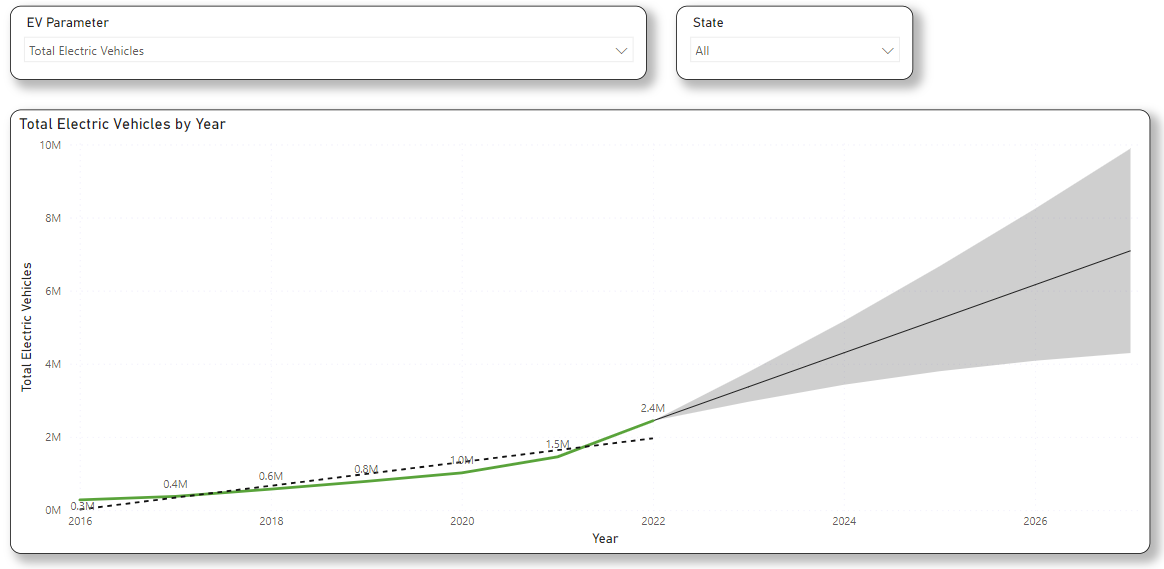 EV Parameter
Total Electric Vehicles
State
All
Total Electric Vehicles by Year
10M
8M
6M
4M
2M
0M
Total Electric Vehicles
0.3M
0.4M
0.6M
0.8M
1.0M
1.5M
2.4M
2016
2018
2020
2022
2024
2026
Year